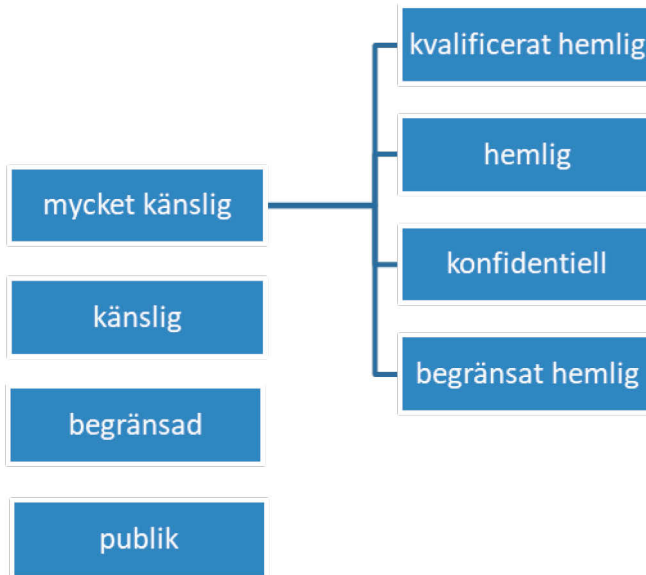 mycket känslig
känslig
begränsad
publik
kvalificerat hemlig
hemlig
konfidentiell
begränsat hemlig